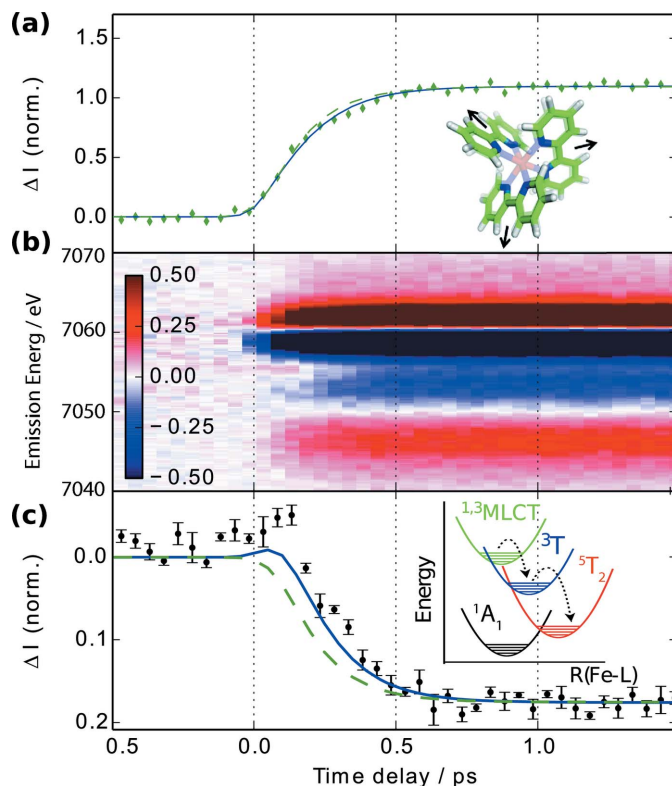 (a)
1.5
1.0
0.5
0.0
Δ I (norm.)
(b)
7070
7060
7050
7040
Emission Energ / eV
0.50
0.25
0.00
−0.25
−0.50
(c)
0.0
0.1
0.2
Δ I (norm.)
1,3MLCT
3T
5T2
1A1
Energy
R(Fe-L)
0.5
0.0
0.5
1.0
Time delay / ps